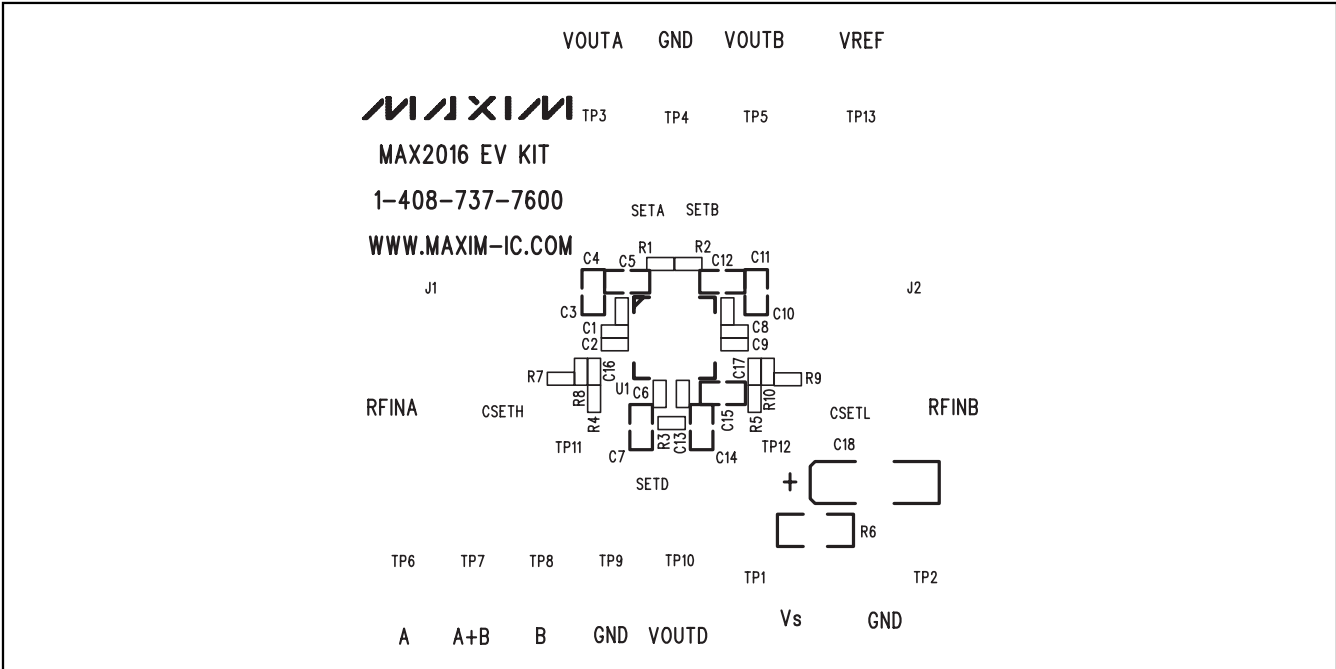 VOUTA GND VOUTB VREF
MAXIM TP3 TP4 TP5 TP13
MAX2016 EV KIT
1-408-737-7600
SETA SETB
WWW.MAXIM-IC.COM
R1 R2
C4 C5 C12 C11
J1 J2
C3 C10
C1 C8
C2 C9
R7 C16 C17 R9
U1 C6
R8 R10
RFINA CSETH R4 C15 R5 CSETL RFINB
TP11 R3 C13 TP12 C18
C7 C14
SETD +
R6
TP6 TP7 TP8 TP9 TP10
TP1 TP2
Vs GND
A A+B B GND VOUTD